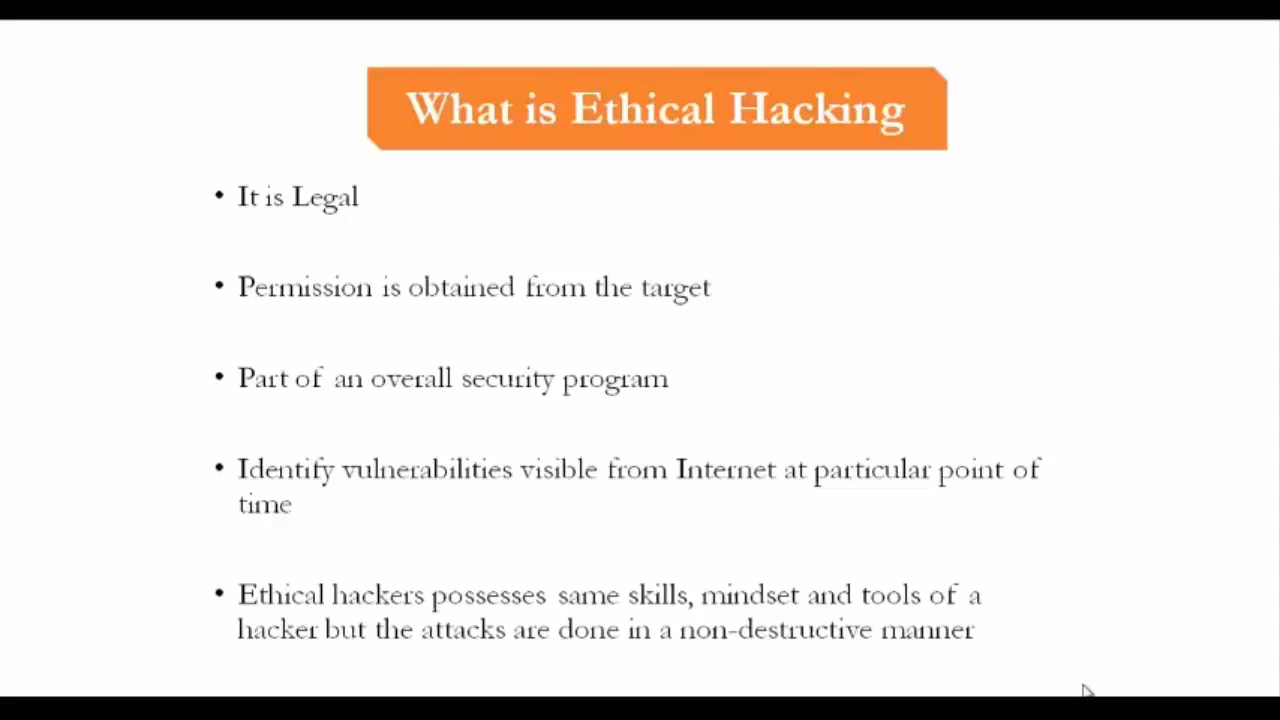 What is Ethical Hacking
• It is Legal
• Permission is obtained from the target
• Part of an overall security program
• Identify vulnerabilities visible from Internet at particular point of
time
• Ethical hackers possesses same skills, mindset and tools of a
hacker but the attacks are done in a non-destructive manner